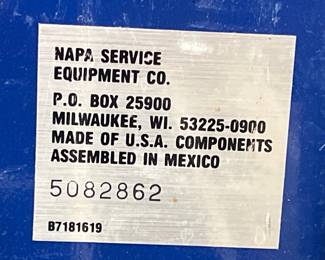 NAPA SERVICE
EQUIPMENT CO.
P.O. BOX 25900
MILWAUKEE, WI. 53225-0900
MADE OF U.S.A. COMPONENTS
ASSEMBLED IN MEXICO
5082862
B7181619